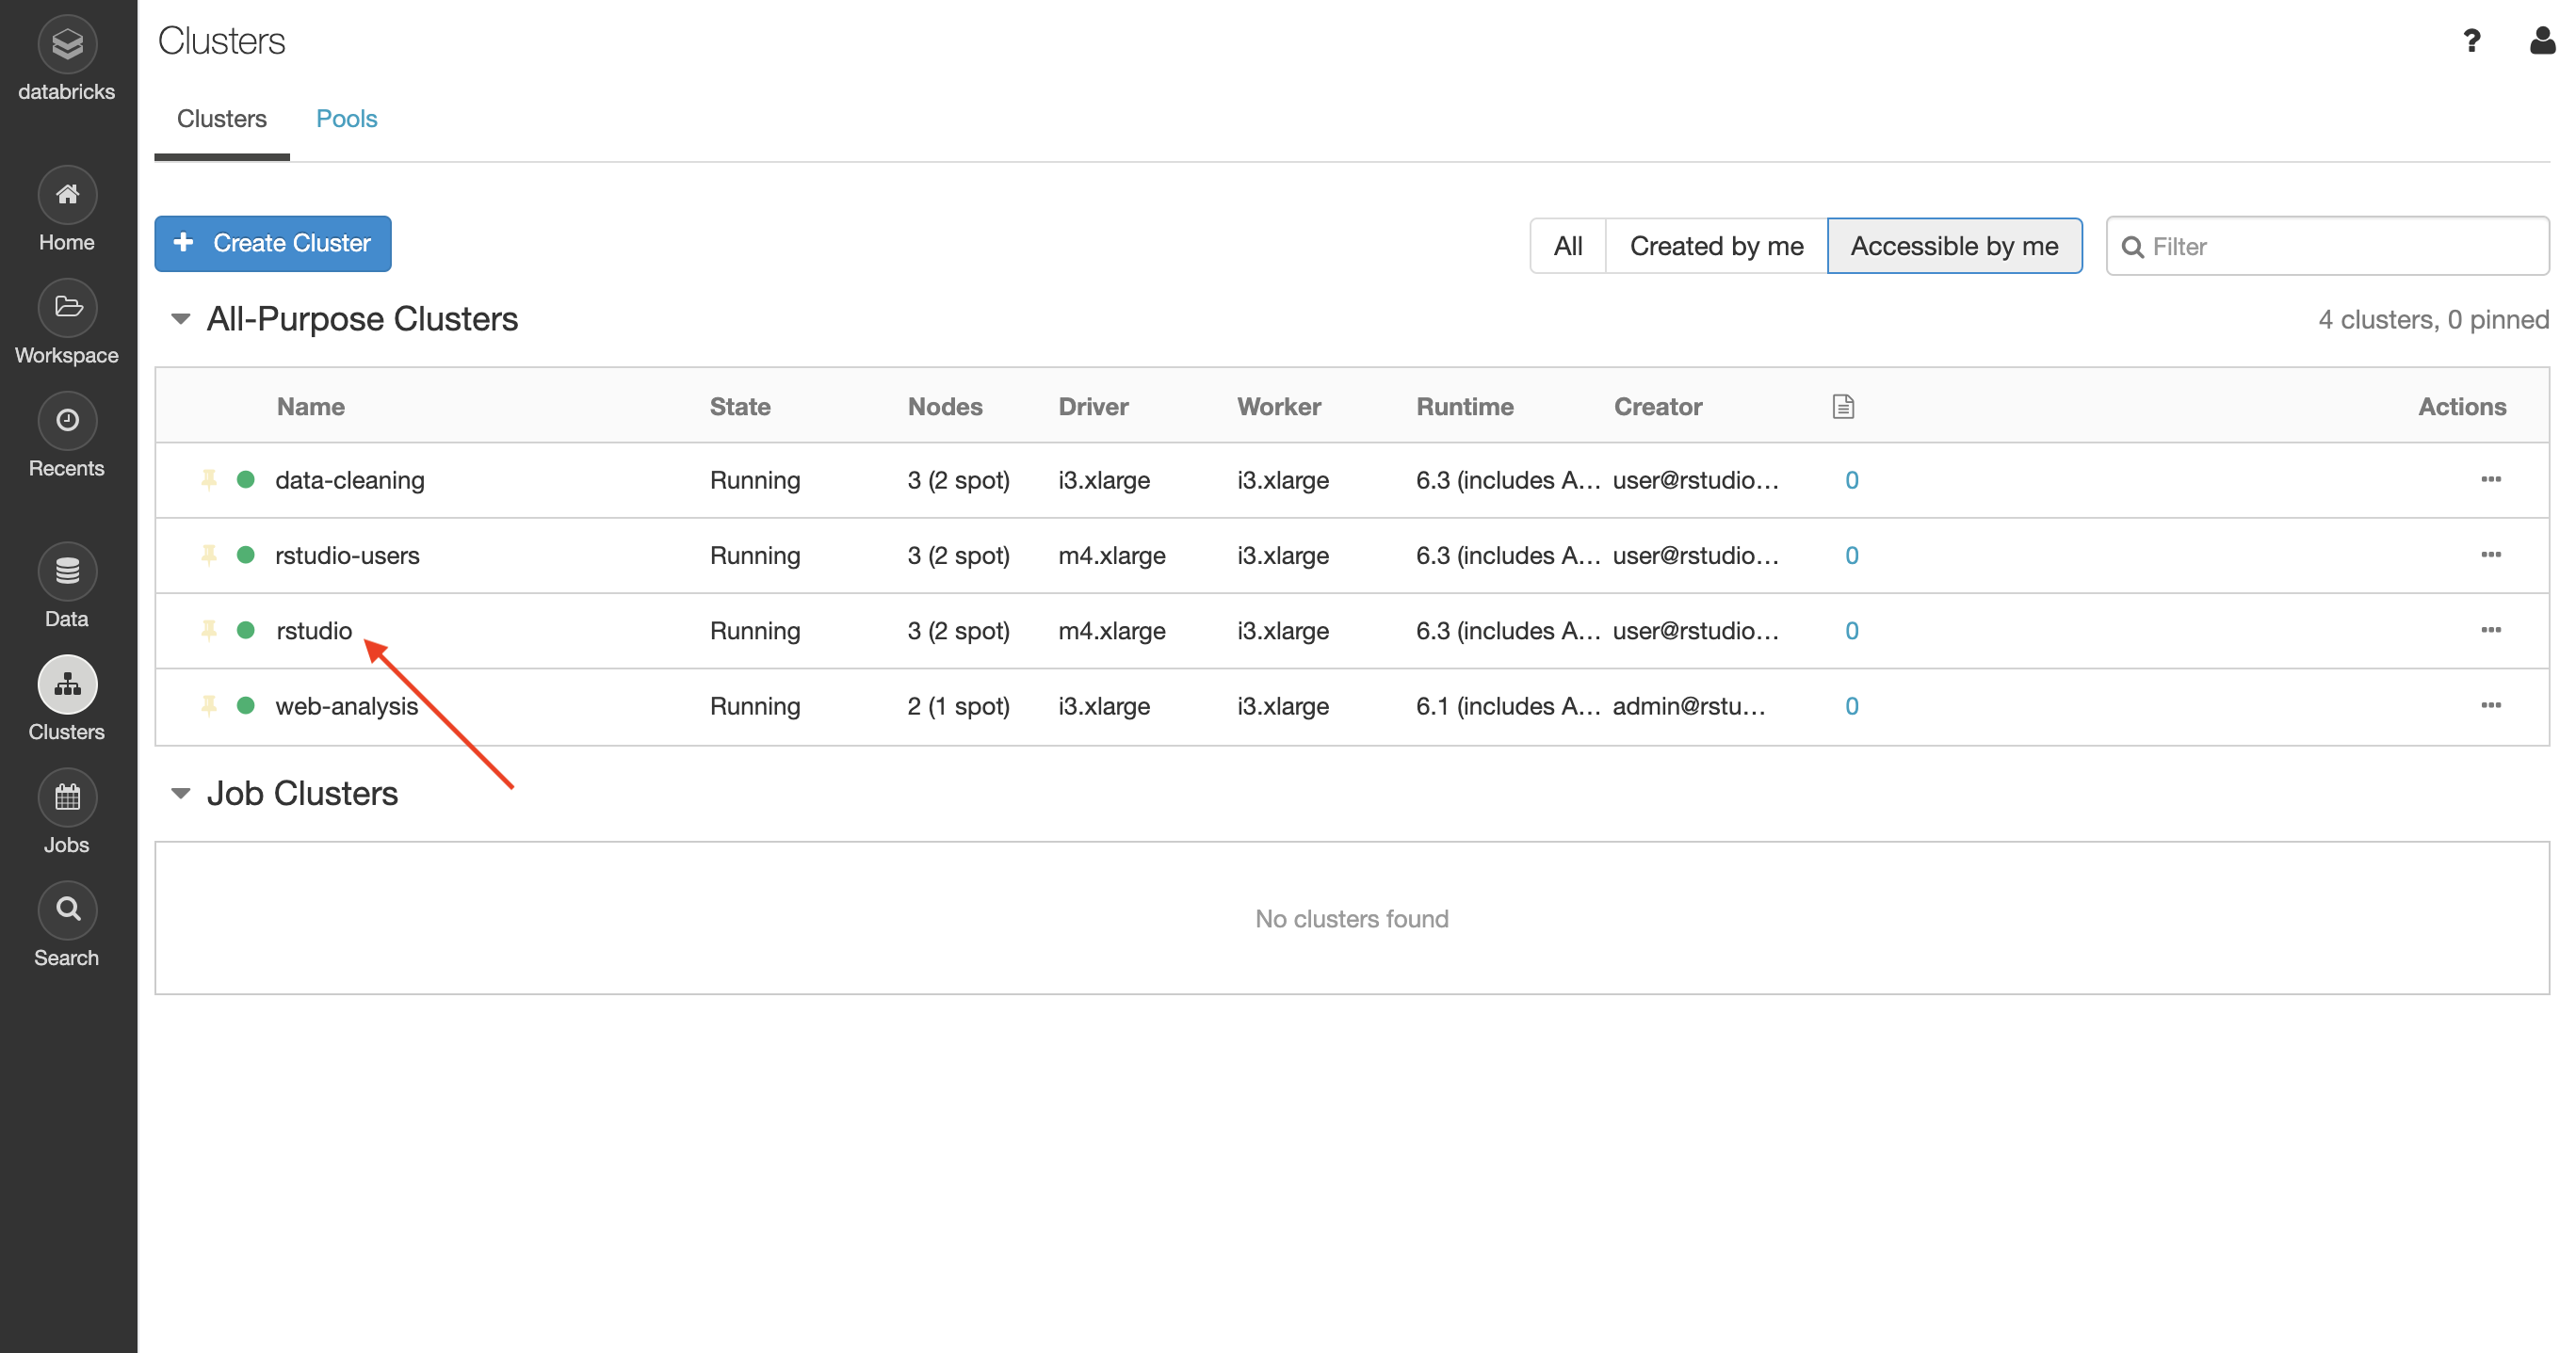 databricks
Home
Workspace
Recents
Data
Clusters
Jobs
Search
Clusters
?
Clusters Pools
+ Create Cluster All Created by me Accessible by me Filter
All-Purpose Clusters 4 clusters, 0 pinned
Name State Nodes Driver Worker Runtime Creator Actions
data-cleaning Running 3 (2 spot) i3.xlarge i3.xlarge 6.3 (includes A... user@rstudio... 0 ...
rstudio-users Running 3 (2 spot) m4.xlarge i3.xlarge 6.3 (includes A... user@rstudio... 0 ...
rstudio Running 3 (2 spot) m4.xlarge i3.xlarge 6.3 (includes A... user@rstudio... 0 ...
web-analysis Running 2 (1 spot) i3.xlarge i3.xlarge 6.1 (includes A... admin@rstu... 0 ...
Job Clusters
No clusters found